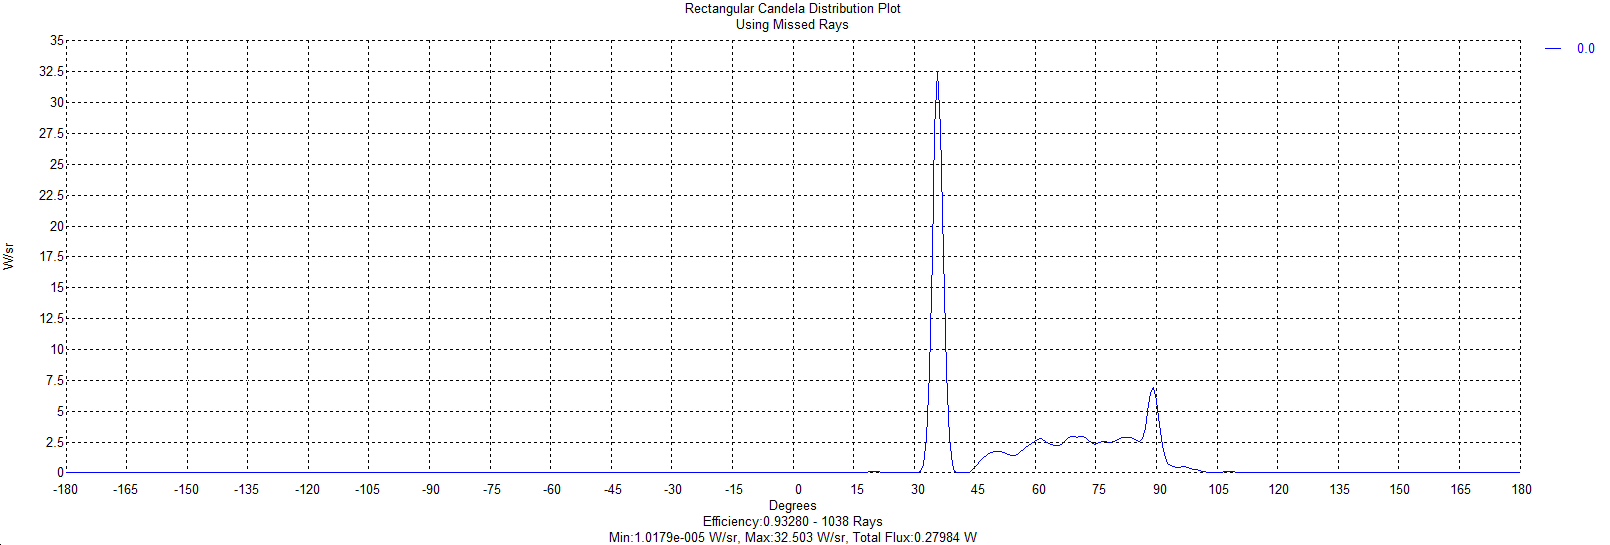 Rectangular Candela Distribution Plot
Using Missed Rays
35
0.0
32.5
30
27.5
25
22.5
20
17.5
W/sr
15
12.5
10
7.5
5
2.5
0
-180 -165 -150 -135 -120 -105 -90 -75 -60 -45 -30 -15 0 15 30 45 60 75 90 105 120 135 150 165 180
Degrees
Efficiency:0.93280 - 1038 Rays
Min:1.0179e-005 W/sr, Max:32.503 W/sr, Total Flux:0.27984 W